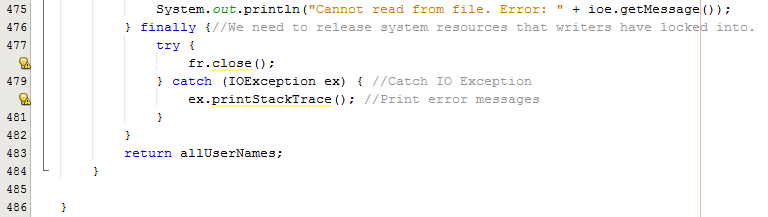 475 System.out.println("Cannot read from file. Error: " + ioe.getMessage());
476 } finally {//We need to release system resources that writers have locked into.
477 try {
fr.close();
479 } catch (IOException ex) { //Catch IO Exception
ex.printStackTrace(); //Print error messages
481 }
482 }
483 return allUserNames;
484 }
485
486 }